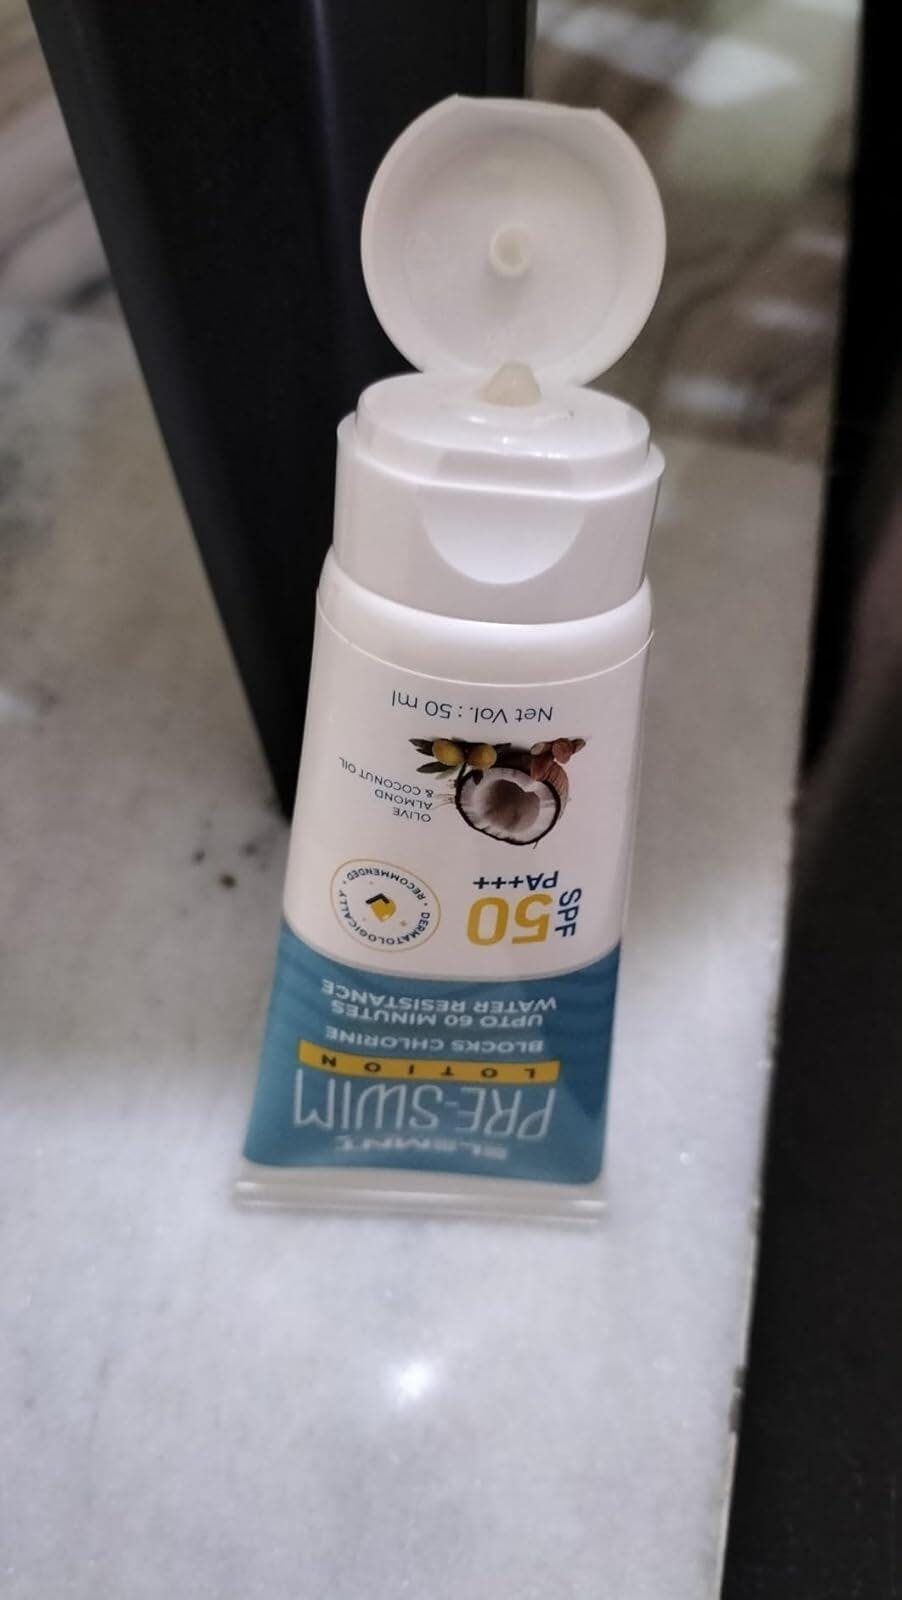 ELEMNT
PRE-SWIM
LOTION
BLOCKS CHLORINE
UPTO 60 MINUTES
WATER RESISTANCE
SPF
50
PA+++
DERMATOLOGICALLY • RECOMMENDED •
OLIVE
ALMOND
& COCONUT OIL
Net Vol.: 50 ml